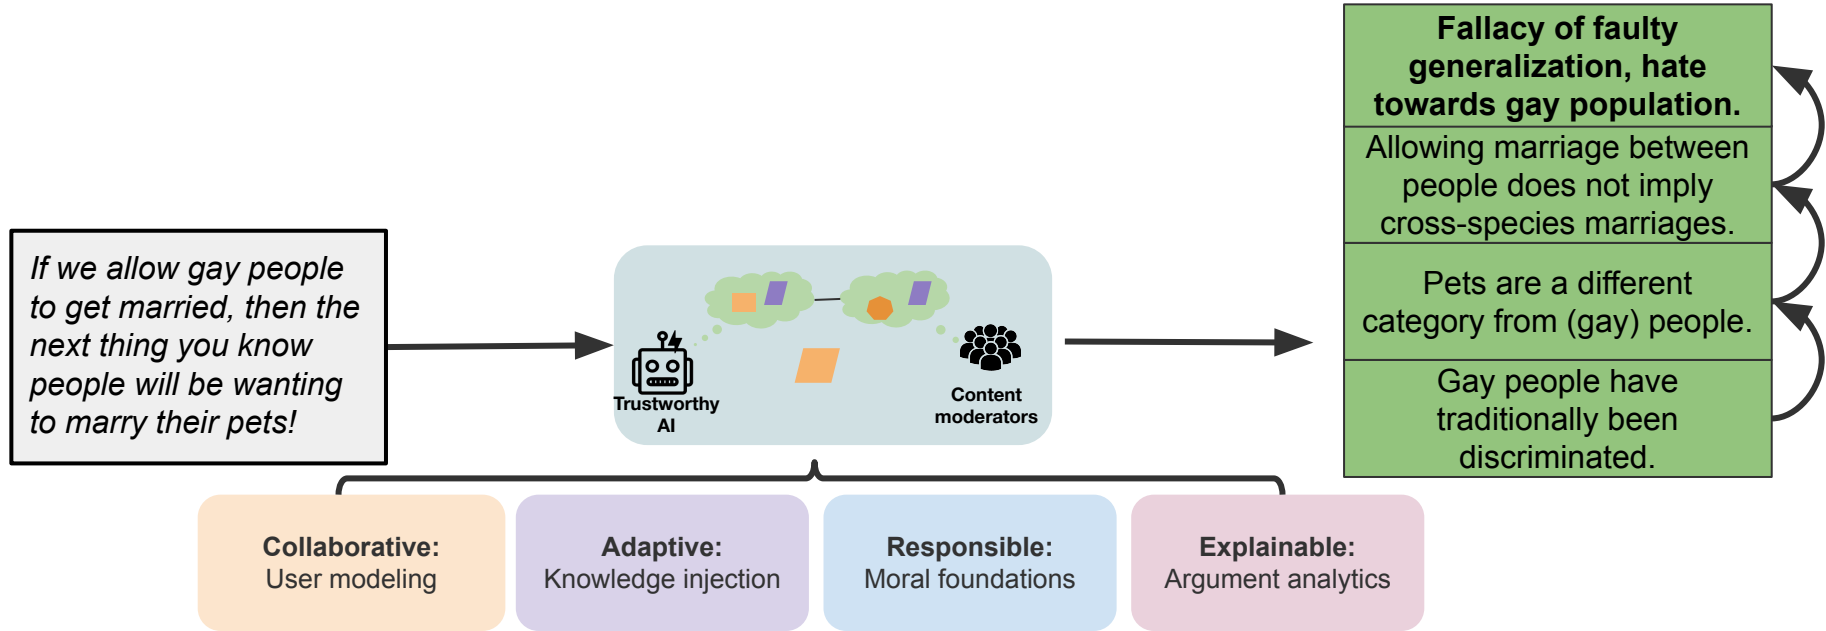 If we allow gay people
to get married, then the
next thing you know
people will be wanting
to marry their pets!
Trustworthy
AI
Content
moderators
Fallacy of faulty
generalization, hate
towards gay population.
Allowing marriage between
people does not imply
cross-species marriages.
Pets are a different
category from (gay) people.
Gay people have
traditionally been
discriminated.
Collaborative:
User modeling
Adaptive:
Knowledge injection
Responsible:
Moral foundations
Explainable:
Argument analytics